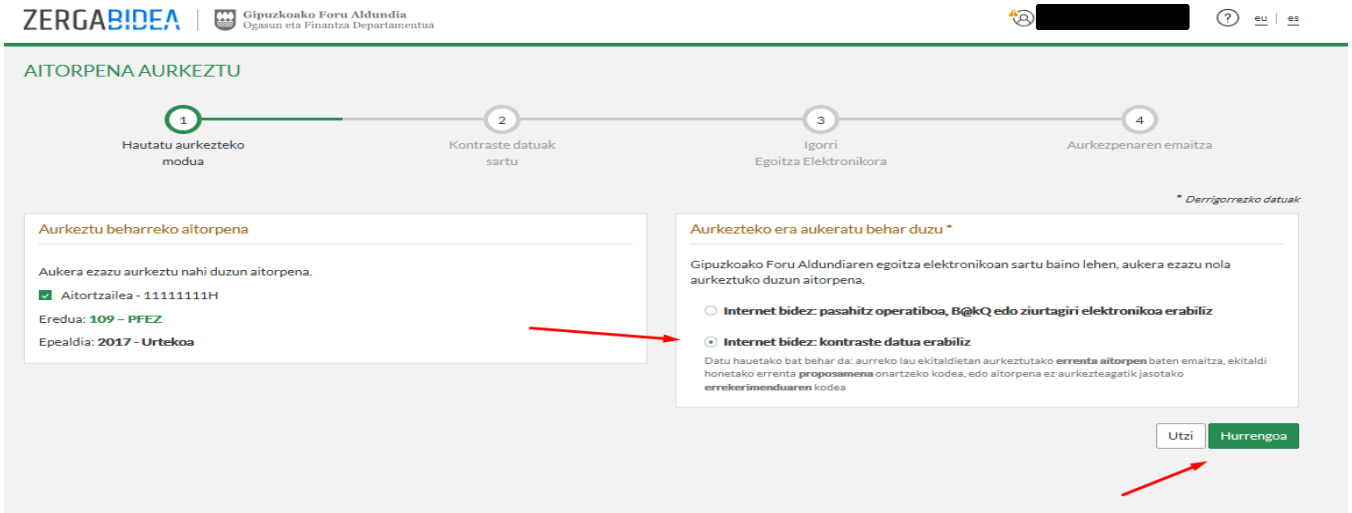 ZERGABIDEA
Gipuzkoako Foru Aldundia
Ogasun eta Finantza Departamentua
? eu | es
AITORPENA AURKEZTU
1
Hautatu aurkezteko
modua
2
Kontraste datuak
sartu
3
Igorri
Egoitza Elektronikora
4
Aurkezpenaren emaitza
* Derrigorrezko datuak
Aurkeztu beharreko aitorpena
Aukera ezazu aurkeztu nahi duzun aitorpena.
Aitortzailea - 11111111H
Eredua: 109 – PFEZ
Epealdia: 2017 - Urtekoa
Aurkezteko era aukeratu behar duzu *
Gipuzkoako Foru Aldundiaren egoitza elektronikoan sartu baino lehen, aukera ezazu nola
aurkeztuko duzun aitorpena.
Internet bidez: pasahitz operatiboa, B@kQ edo ziurtagiri elektronikoa erabiliz
Internet bidez: kontraste datua erabiliz
Datu hauetako bat behar da: aurreko lau ekitaldietan aurkeztutako errenta aitorpen baten emaitza, ekitaldi
honetako errenta proposamena onartzeko kodea, edo aitorpena ez aurkezteagatik jasotako
errekerimenduaren kodea
Utzi
Hurrengoa